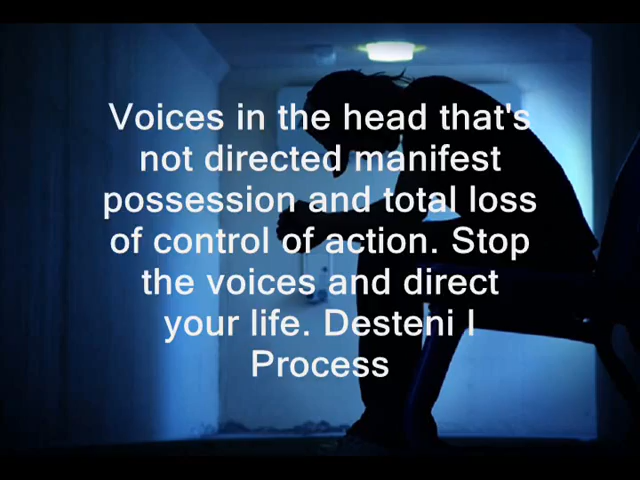 Voices in the head that's
not directed manifest
possession and total loss
of control of action. Stop
the voices and direct
your life. Desteni I
Process